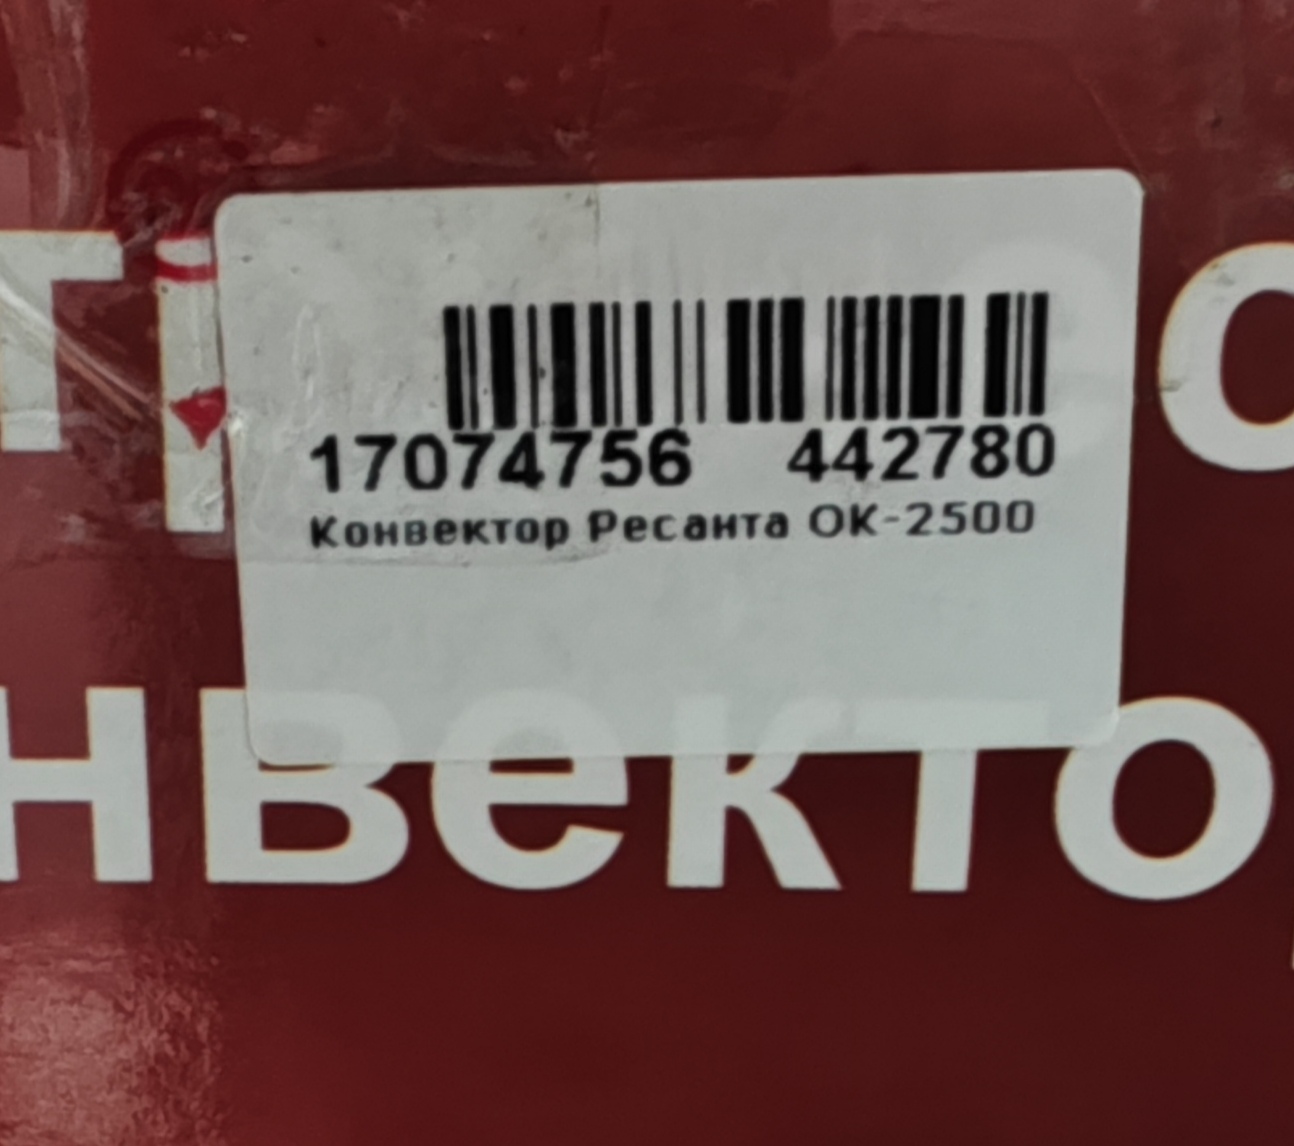 17074756 442780
Конвектор Ресанта ОК-2500
нвекто